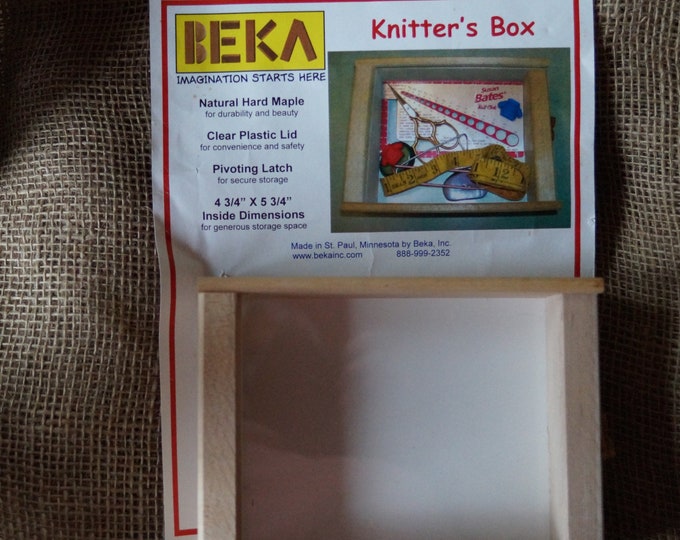 BEKA
IMAGINATION STARTS HERE
Knitter's Box
Natural Hard Maple
for durability and beauty
Clear Plastic Lid
for convenience and safety
Pivoting Latch
for secure storage
4 3/4" X 5 3/4"
Inside Dimensions
for generous storage space
Susan
Bates
Made in St. Paul, Minnesota by Beka, Inc.
www.bekainc.com 888-999-2352